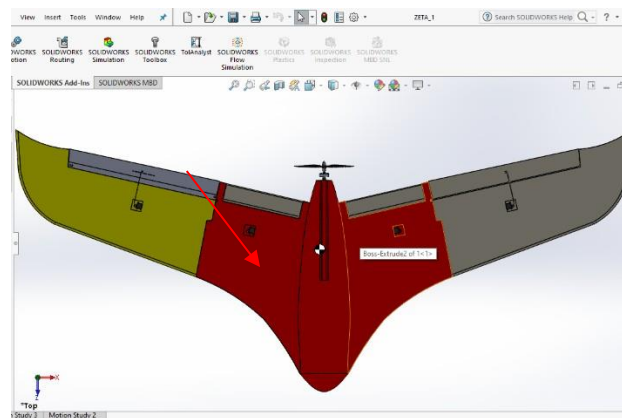 View Insert Tools Window Help ZETA_1 Search SOLIDWORKS Help
SOLIDWORKS Routing
SOLIDWORKS Simulation
SOLIDWORKS Toolbox
TolAnalyst
SOLIDWORKS Flow Simulation
SOLIDWORKS Plastics
SOLIDWORKS Inspection
SOLIDWORKS MBD SNL
SOLIDWORKS Add-Ins SOLIDWORKS MBD
Boss-Extrude2 of 1<1>
X
*Top
Study 3 Motion Study 2